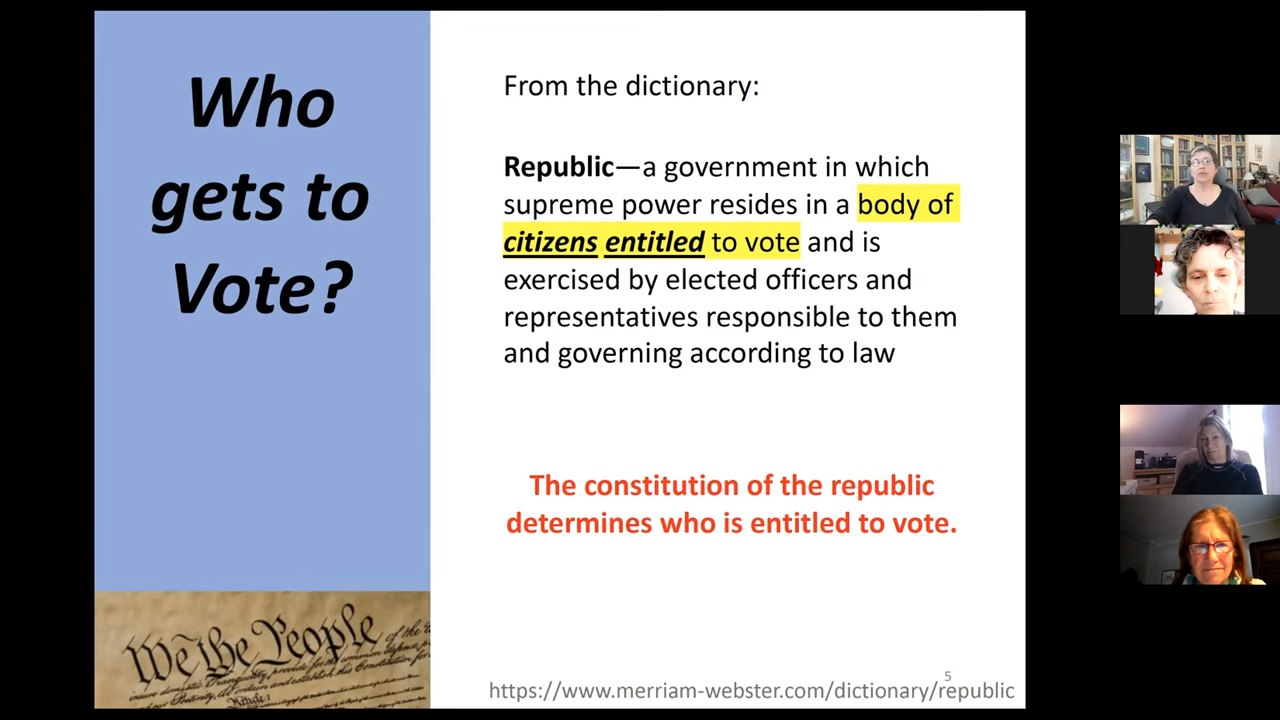 Who
gets to
Vote?
From the dictionary:
Republic—a government in which
supreme power resides in a body of
citizens entitled to vote and is
exercised by elected officers and
representatives responsible to them
and governing according to law
The constitution of the republic
determines who is entitled to vote.
We the People
of the
Article I
5
https://www.merriam-webster.com/dictionary/republic